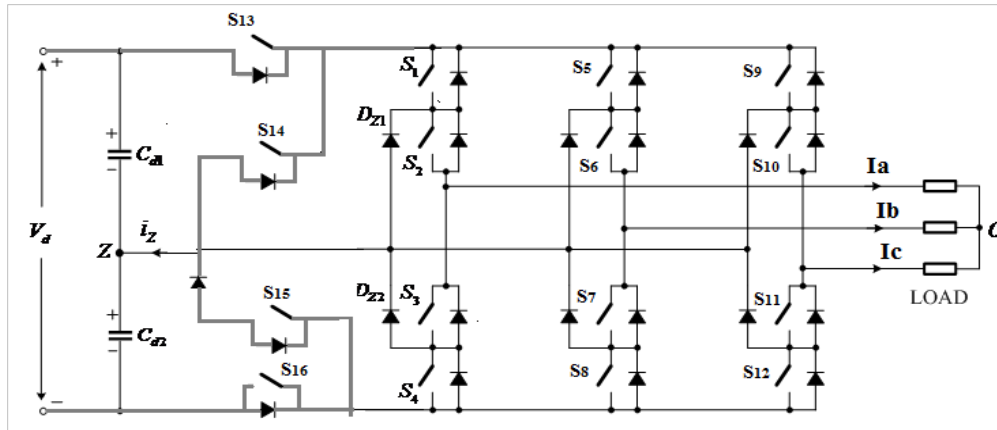 S13
+
S1
S5
S9
S14
DZ1
+
Cd1
−
S2
S6
S10
Ia
Vd
Z
iZ
Ib
O
Ic
S15
DZ2
S3
S7
S11
LOAD
+
Cd2
−
S16
S4
S8
S12
−